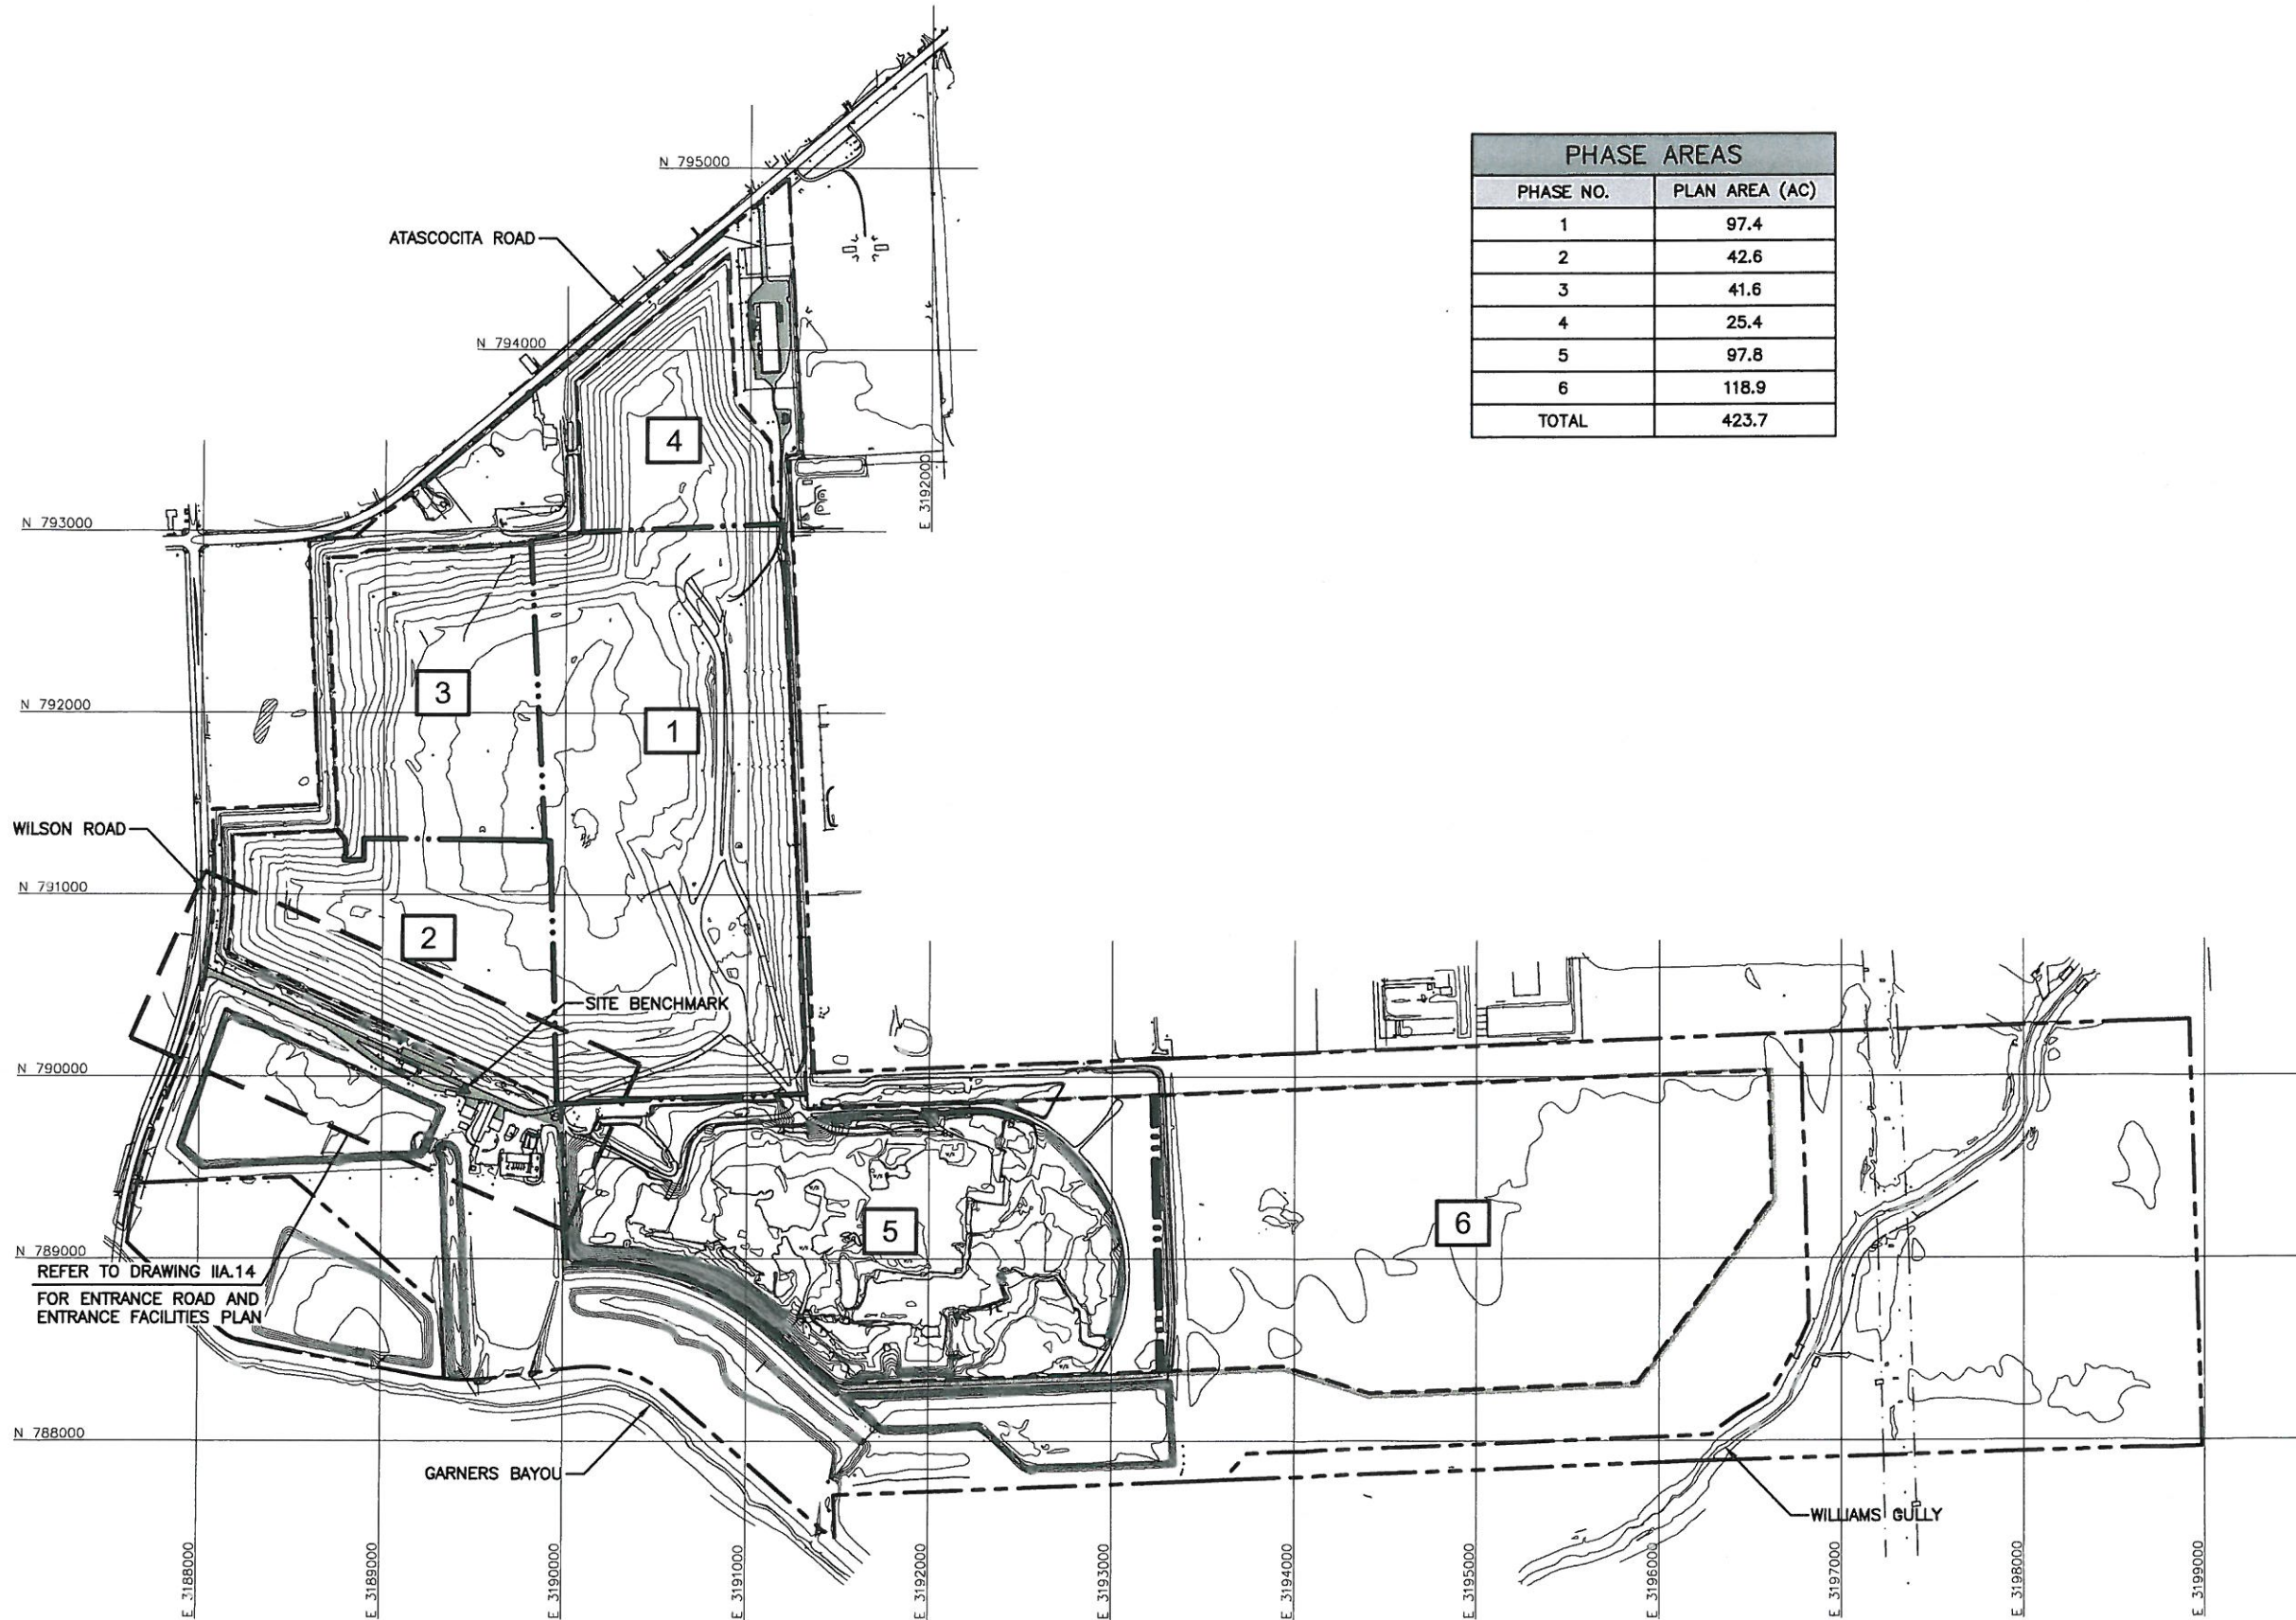 PHASE AREAS
PHASE NO. PLAN AREA (AC)
1 97.4
2 42.6
3 41.6
4 25.4
5 97.8
6 118.9
TOTAL 423.7
N 795000
ATASCOCITA ROAD
N 794000
4
E 3192000
N 793000
3
N 792000
1
WILSON ROAD
N 791000
2
SITE BENCHMARK
N 790000
5
6
N 789000
REFER TO DRAWING IIA.14
FOR ENTRANCE ROAD AND
ENTRANCE FACILITIES PLAN
N 788000
GARNERS BAYOU
WILLIAMS GULLY
E 3188000
E 3189000
E 3190000
E 3191000
E 3192000
E 3193000
E 3194000
E 3195000
E 3196000
E 3197000
E 3198000
E 3199000